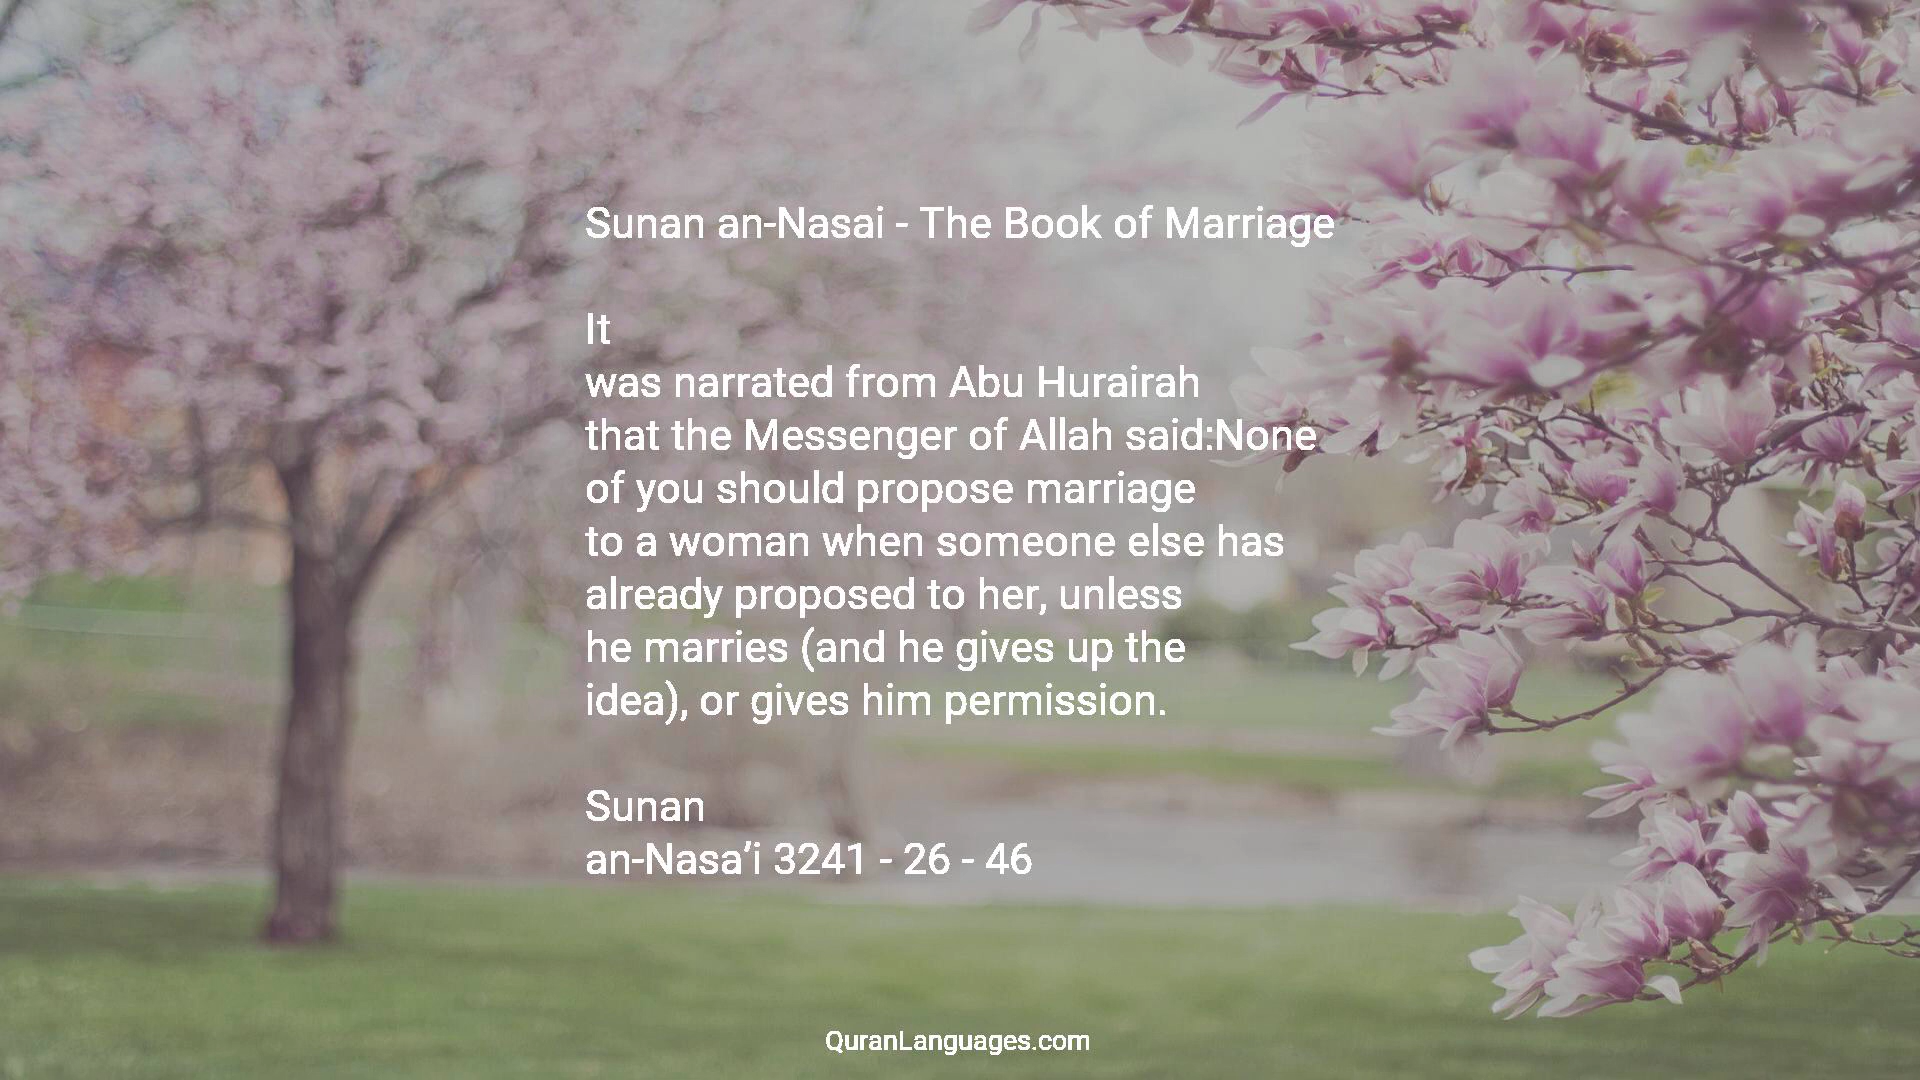 Sunan an-Nasai - The Book of Marriage
It
was narrated from Abu Hurairah
that the Messenger of Allah said:None
of you should propose marriage
to a woman when someone else has
already proposed to her, unless
he marries (and he gives up the
idea), or gives him permission.
Sunan
an-Nasa’i 3241 - 26 - 46
QuranLanguages.com